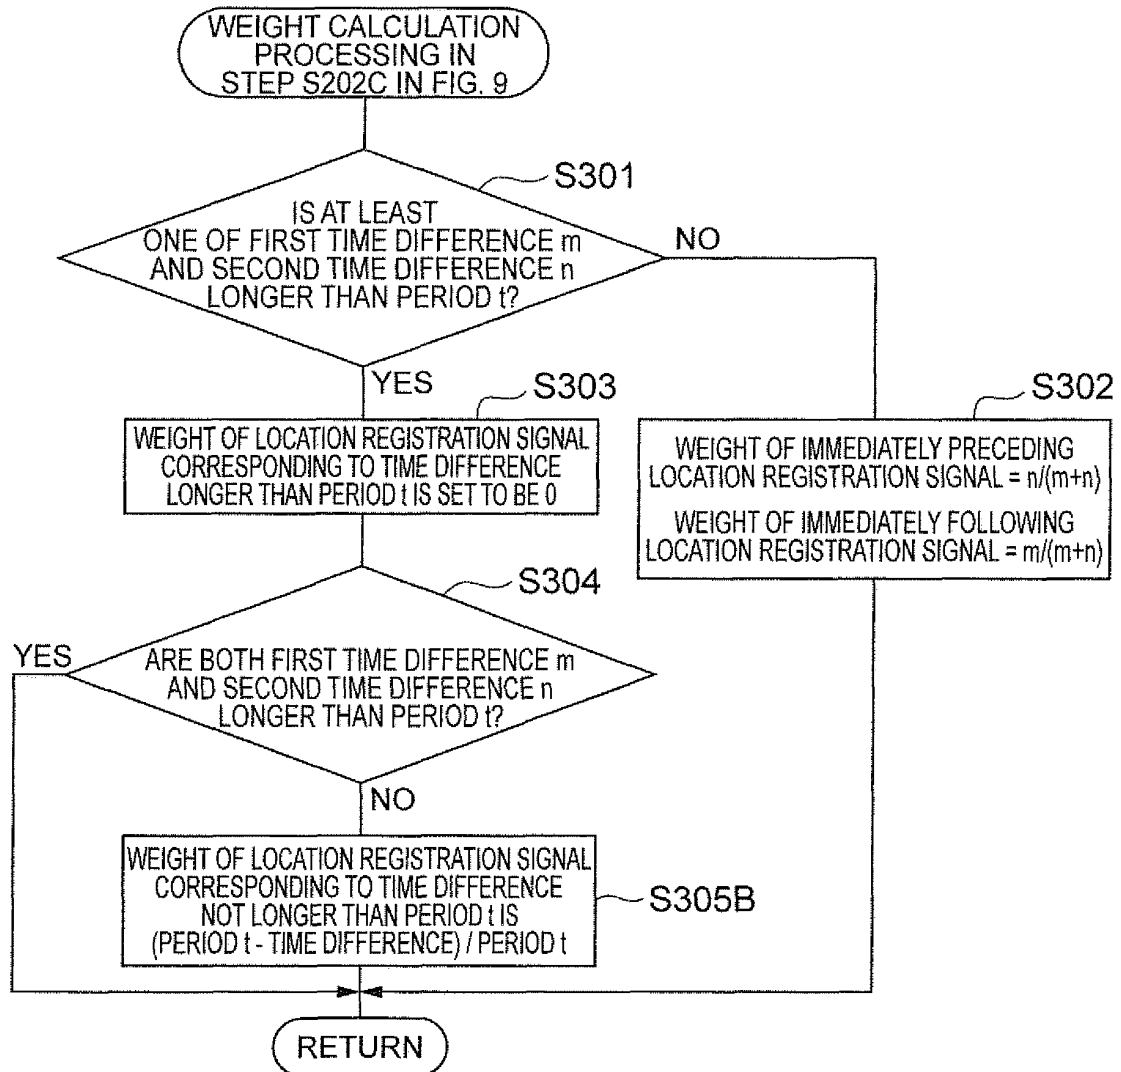 WEIGHT CALCULATION
PROCESSING IN
STEP S202C IN FIG. 9
S301
IS AT LEAST
ONE OF FIRST TIME DIFFERENCE m
AND SECOND TIME DIFFERENCE n
LONGER THAN PERIOD t?
NO
YES
S303
WEIGHT OF LOCATION REGISTRATION SIGNAL
CORRESPONDING TO TIME DIFFERENCE
LONGER THAN PERIOD t IS SET TO BE 0
S302
WEIGHT OF IMMEDIATELY PRECEDING
LOCATION REGISTRATION SIGNAL = n/(m+n)
WEIGHT OF IMMEDIATELY FOLLOWING
LOCATION REGISTRATION SIGNAL = m/(m+n)
S304
YES
ARE BOTH FIRST TIME DIFFERENCE m
AND SECOND TIME DIFFERENCE n
LONGER THAN PERIOD t?
NO
WEIGHT OF LOCATION REGISTRATION SIGNAL
CORRESPONDING TO TIME DIFFERENCE
NOT LONGER THAN PERIOD t IS
(PERIOD t - TIME DIFFERENCE) / PERIOD t
S305B
RETURN